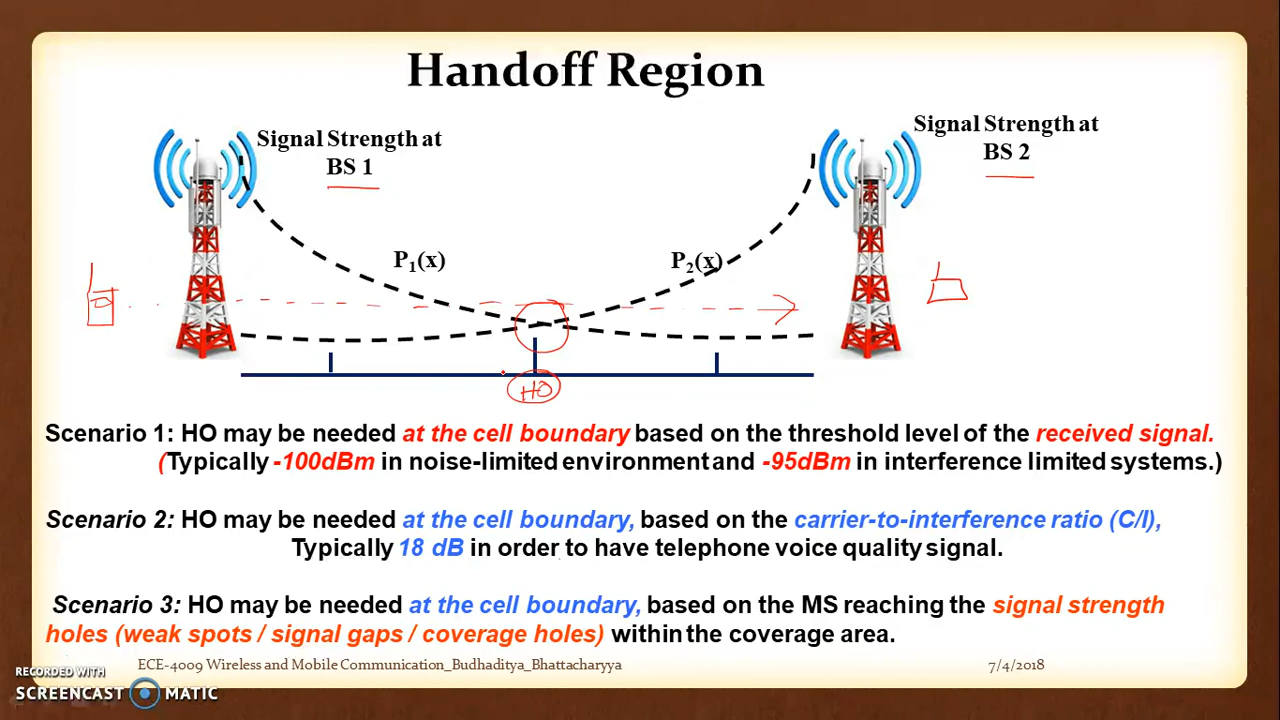 Handoff Region
Signal Strength at
BS 1
Signal Strength at
BS 2
P1(x)
P2(x)
HO
Scenario 1: HO may be needed at the cell boundary based on the threshold level of the received signal.
(Typically -100dBm in noise-limited environment and -95dBm in interference limited systems.)
Scenario 2: HO may be needed at the cell boundary, based on the carrier-to-interference ratio (C/I),
Typically 18 dB in order to have telephone voice quality signal.
Scenario 3: HO may be needed at the cell boundary, based on the MS reaching the signal strength
holes (weak spots / signal gaps / coverage holes) within the coverage area.
ECE-4009 Wireless and Mobile Communication_Budhaditya_Bhattacharyya
7/4/2018
RECORDED WITH
SCREENCAST MATIC